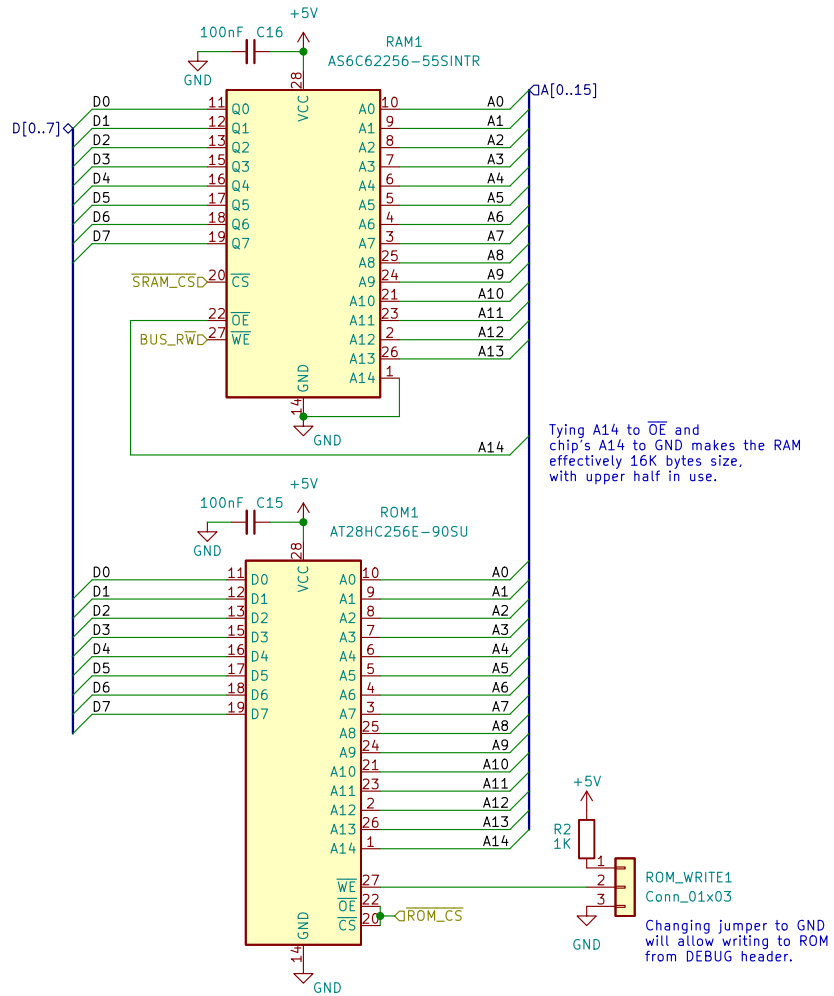 +5V
100nF C16
GND
RAM1
AS6C62256-55SINTR
28
VCC
D[0..7]
A[0..15]
D0 11 Q0 A0 10 A0
D1 12 Q1 A1 9 A1
D2 13 Q2 A2 8 A2
D3 15 Q3 A3 7 A3
D4 16 Q4 A4 6 A4
D5 17 Q5 A5 5 A5
D6 18 Q6 A6 4 A6
D7 19 Q7 A7 3 A7
A8 25 A8
SRAM_CS 20 CS A9 24 A9
A10 21 A10
22 OE A11 23 A11
BUS_RW 27 WE A12 2 A12
A13 26 A13
A14 1
GND
14
GND
A14
Tying A14 to OE and
chip's A14 to GND makes the RAM
effectively 16K bytes size,
with upper half in use.
+5V
100nF C15
GND
ROM1
AT28HC256E-90SU
28
VCC
D0 11 D0 A0 10 A0
D1 12 D1 A1 9 A1
D2 13 D2 A2 8 A2
D3 15 D3 A3 7 A3
D4 16 D4 A4 6 A4
D5 17 D5 A5 5 A5
D6 18 D6 A6 4 A6
D7 19 D7 A7 3 A7
A8 25 A8
A9 24 A9
A10 21 A10
A11 23 A11
A12 2 A12
A13 26 A13
A14 1 A14
WE 27
OE 22
CS 20
ROM_CS
GND
14
GND
+5V
R2
1K
1
2
3
ROM_WRITE1
Conn_01x03
GND
Changing jumper to GND
will allow writing to ROM
from DEBUG header.